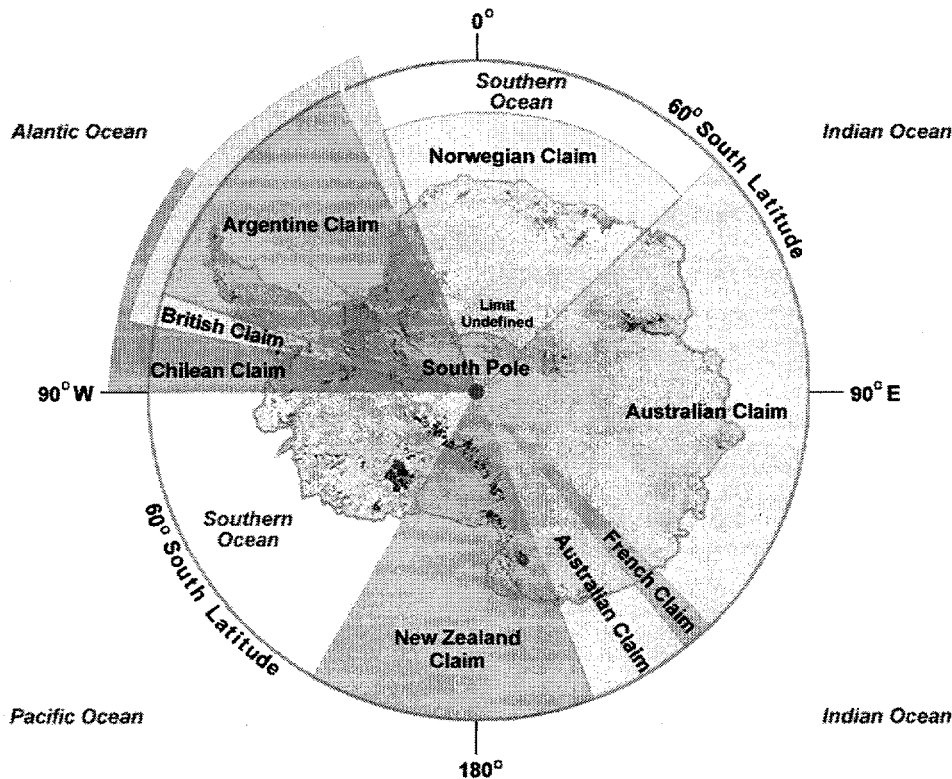 0°
Southern
Ocean
60° South Latitude
Alantic Ocean
Indian Ocean
Norwegian Claim
Argentine Claim
Limit
Undefined
British Claim
Chilean Claim
South Pole
90° W
90° E
Australian Claim
Southern
Ocean
60° South Latitude
French Claim
Australian Claim
New Zealand
Claim
Pacific Ocean
Indian Ocean
180°